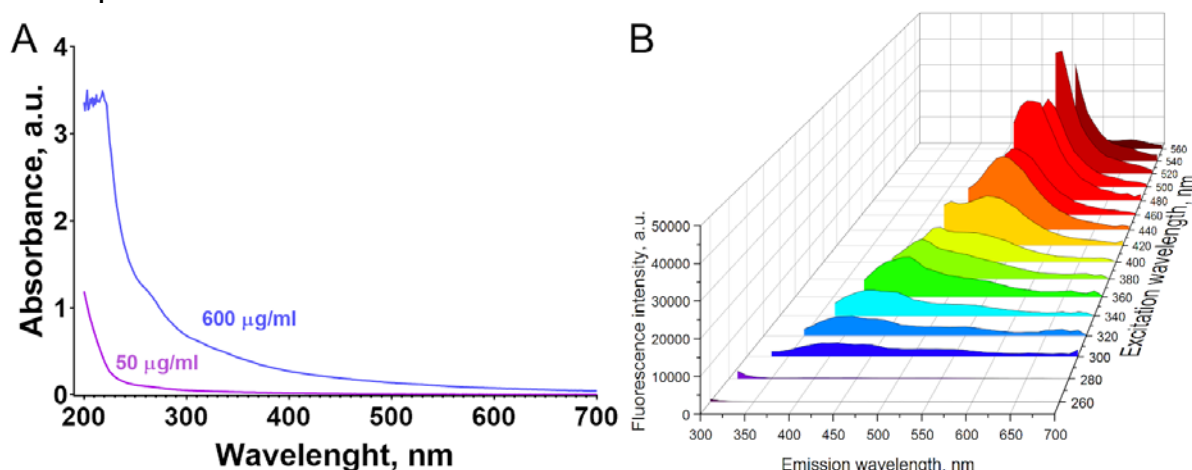 A
B
4
3
2
1
0
Absorbance, a.u.
600 µg/ml
50 µg/ml
200 300 400 500 600 700
Wavelenght, nm
50000
40000
30000
20000
10000
0
Fluorescence intensity, a.u.
300 350 400 450 500 550 600 650 700
Emission wavelength, nm
560
540
520
500
480
460
440
420
400
380
360
340
320
300
280
260
Excitation wavelength, nm